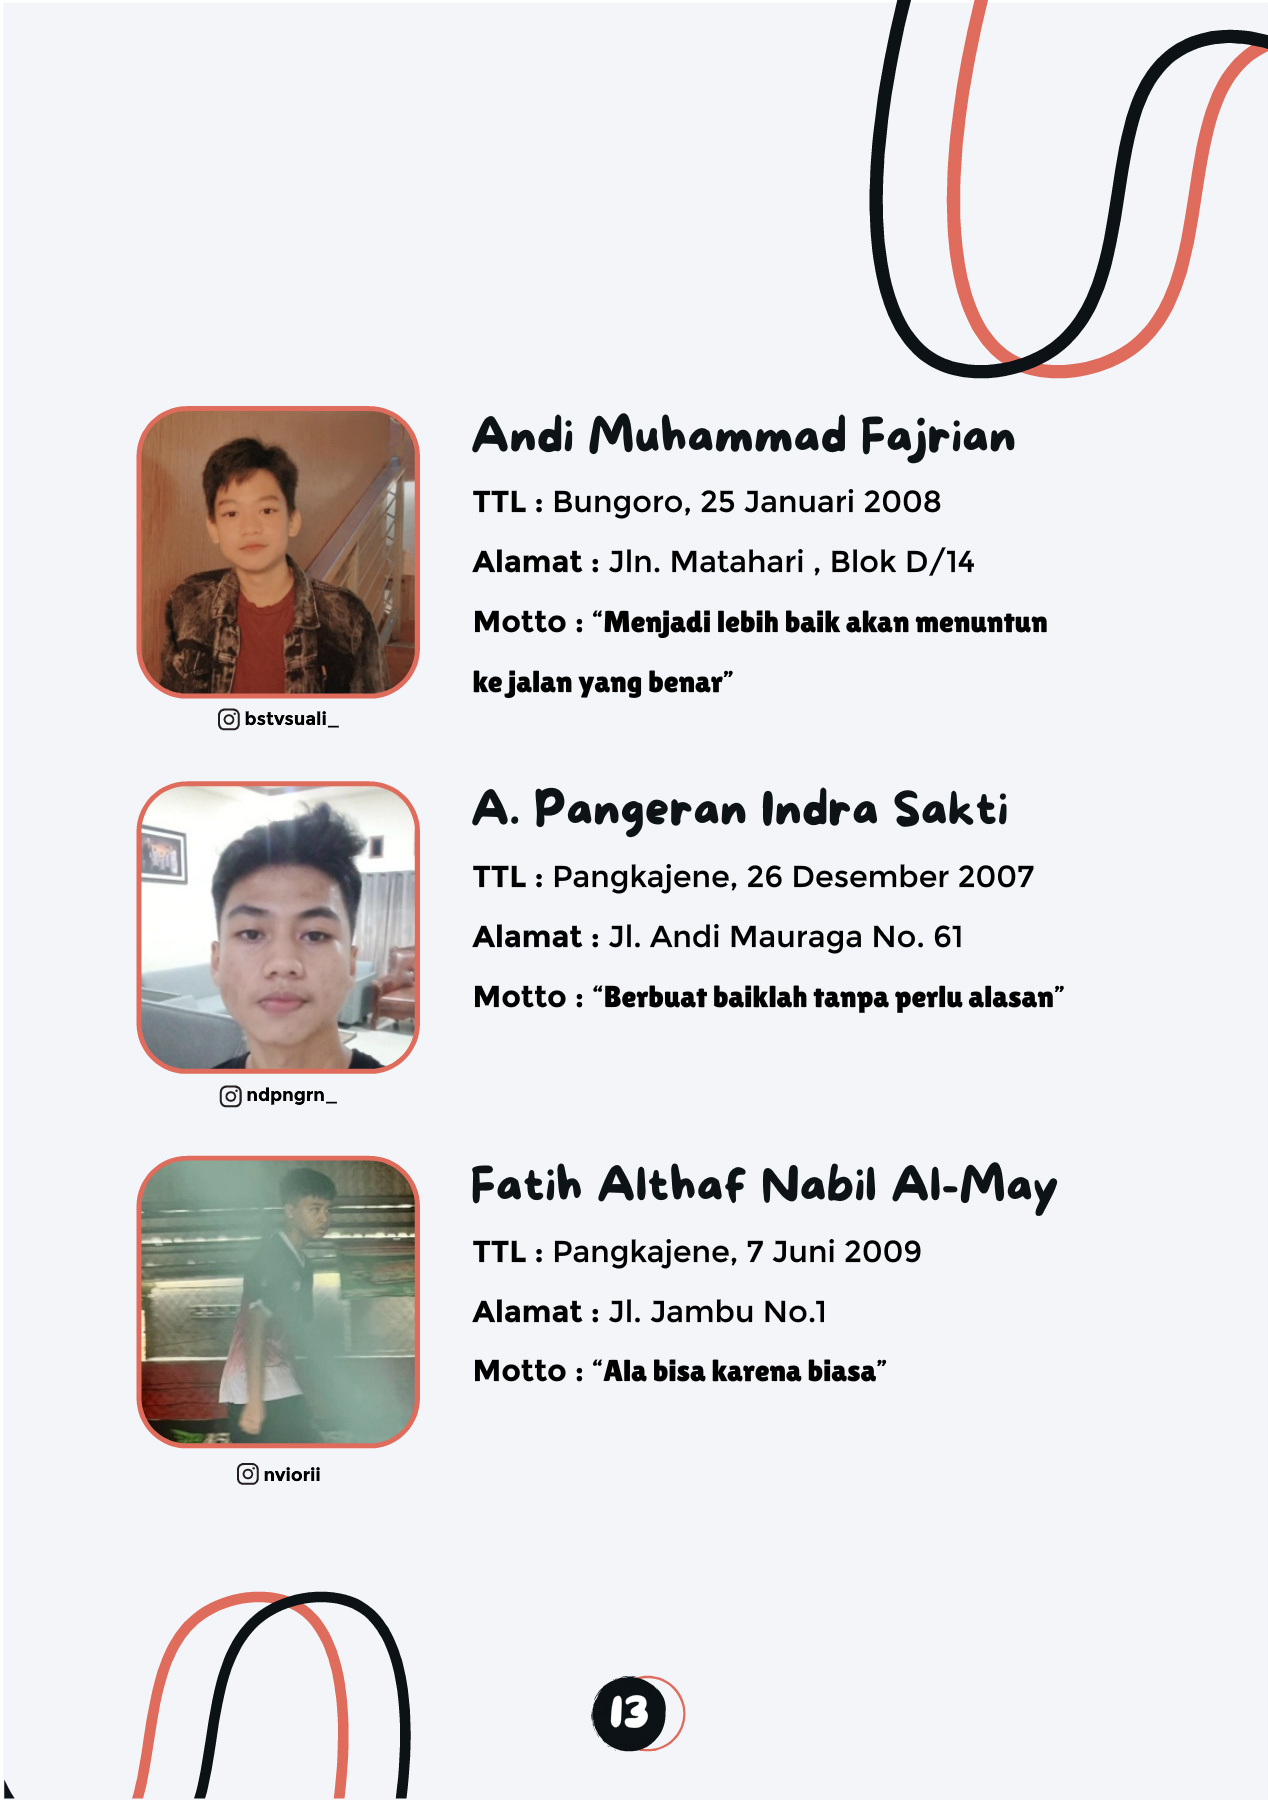 Andi Muhammad Fajrian
TTL : Bungoro, 25 Januari 2008
Alamat : Jln. Matahari , Blok D/14
Motto : “Menjadi lebih baik akan menuntun
ke jalan yang benar”
bstvsuali_
A. Pangeran Indra Sakti
TTL : Pangkajene, 26 Desember 2007
Alamat : Jl. Andi Mauraga No. 61
Motto : “Berbuat baiklah tanpa perlu alasan”
ndpngrn_
Fatih Althaf Nabil Al-May
TTL : Pangkajene, 7 Juni 2009
Alamat : Jl. Jambu No.1
Motto : “Ala bisa karena biasa”
nviorii
13